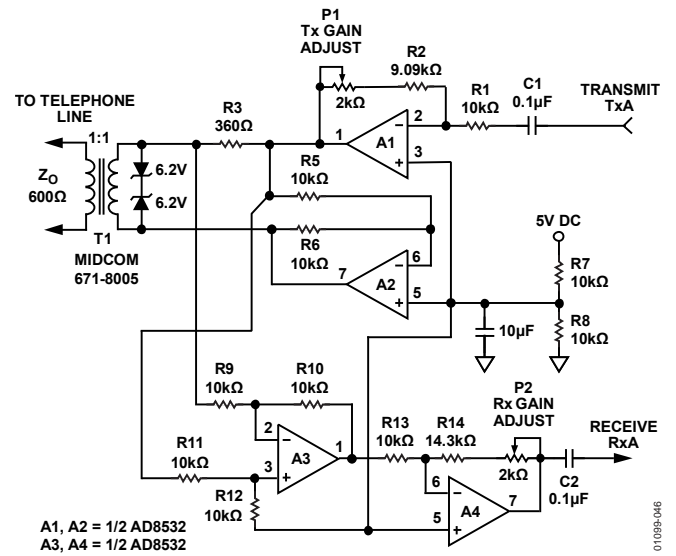 P1
Tx GAIN
ADJUST
2kΩ
R2
9.09kΩ
R1
10kΩ
C1
0.1µF
TRANSMIT
TxA
TO TELEPHONE
LINE
1:1
R3
360Ω
ZO
600Ω
6.2V
6.2V
T1
MIDCOM
671-8005
2
1
A1
3
R5
10kΩ
R6
10kΩ
6
7
A2
5
5V DC
R7
10kΩ
R8
10kΩ
10µF
R9
10kΩ
R10
10kΩ
R11
10kΩ
R12
10kΩ
2
1
A3
3
R13
10kΩ
R14
14.3kΩ
P2
Rx GAIN
ADJUST
2kΩ
RECEIVE
RxA
C2
0.1µF
6
7
A4
5
A1, A2 = 1/2 AD8532
A3, A4 = 1/2 AD8532
01099-046